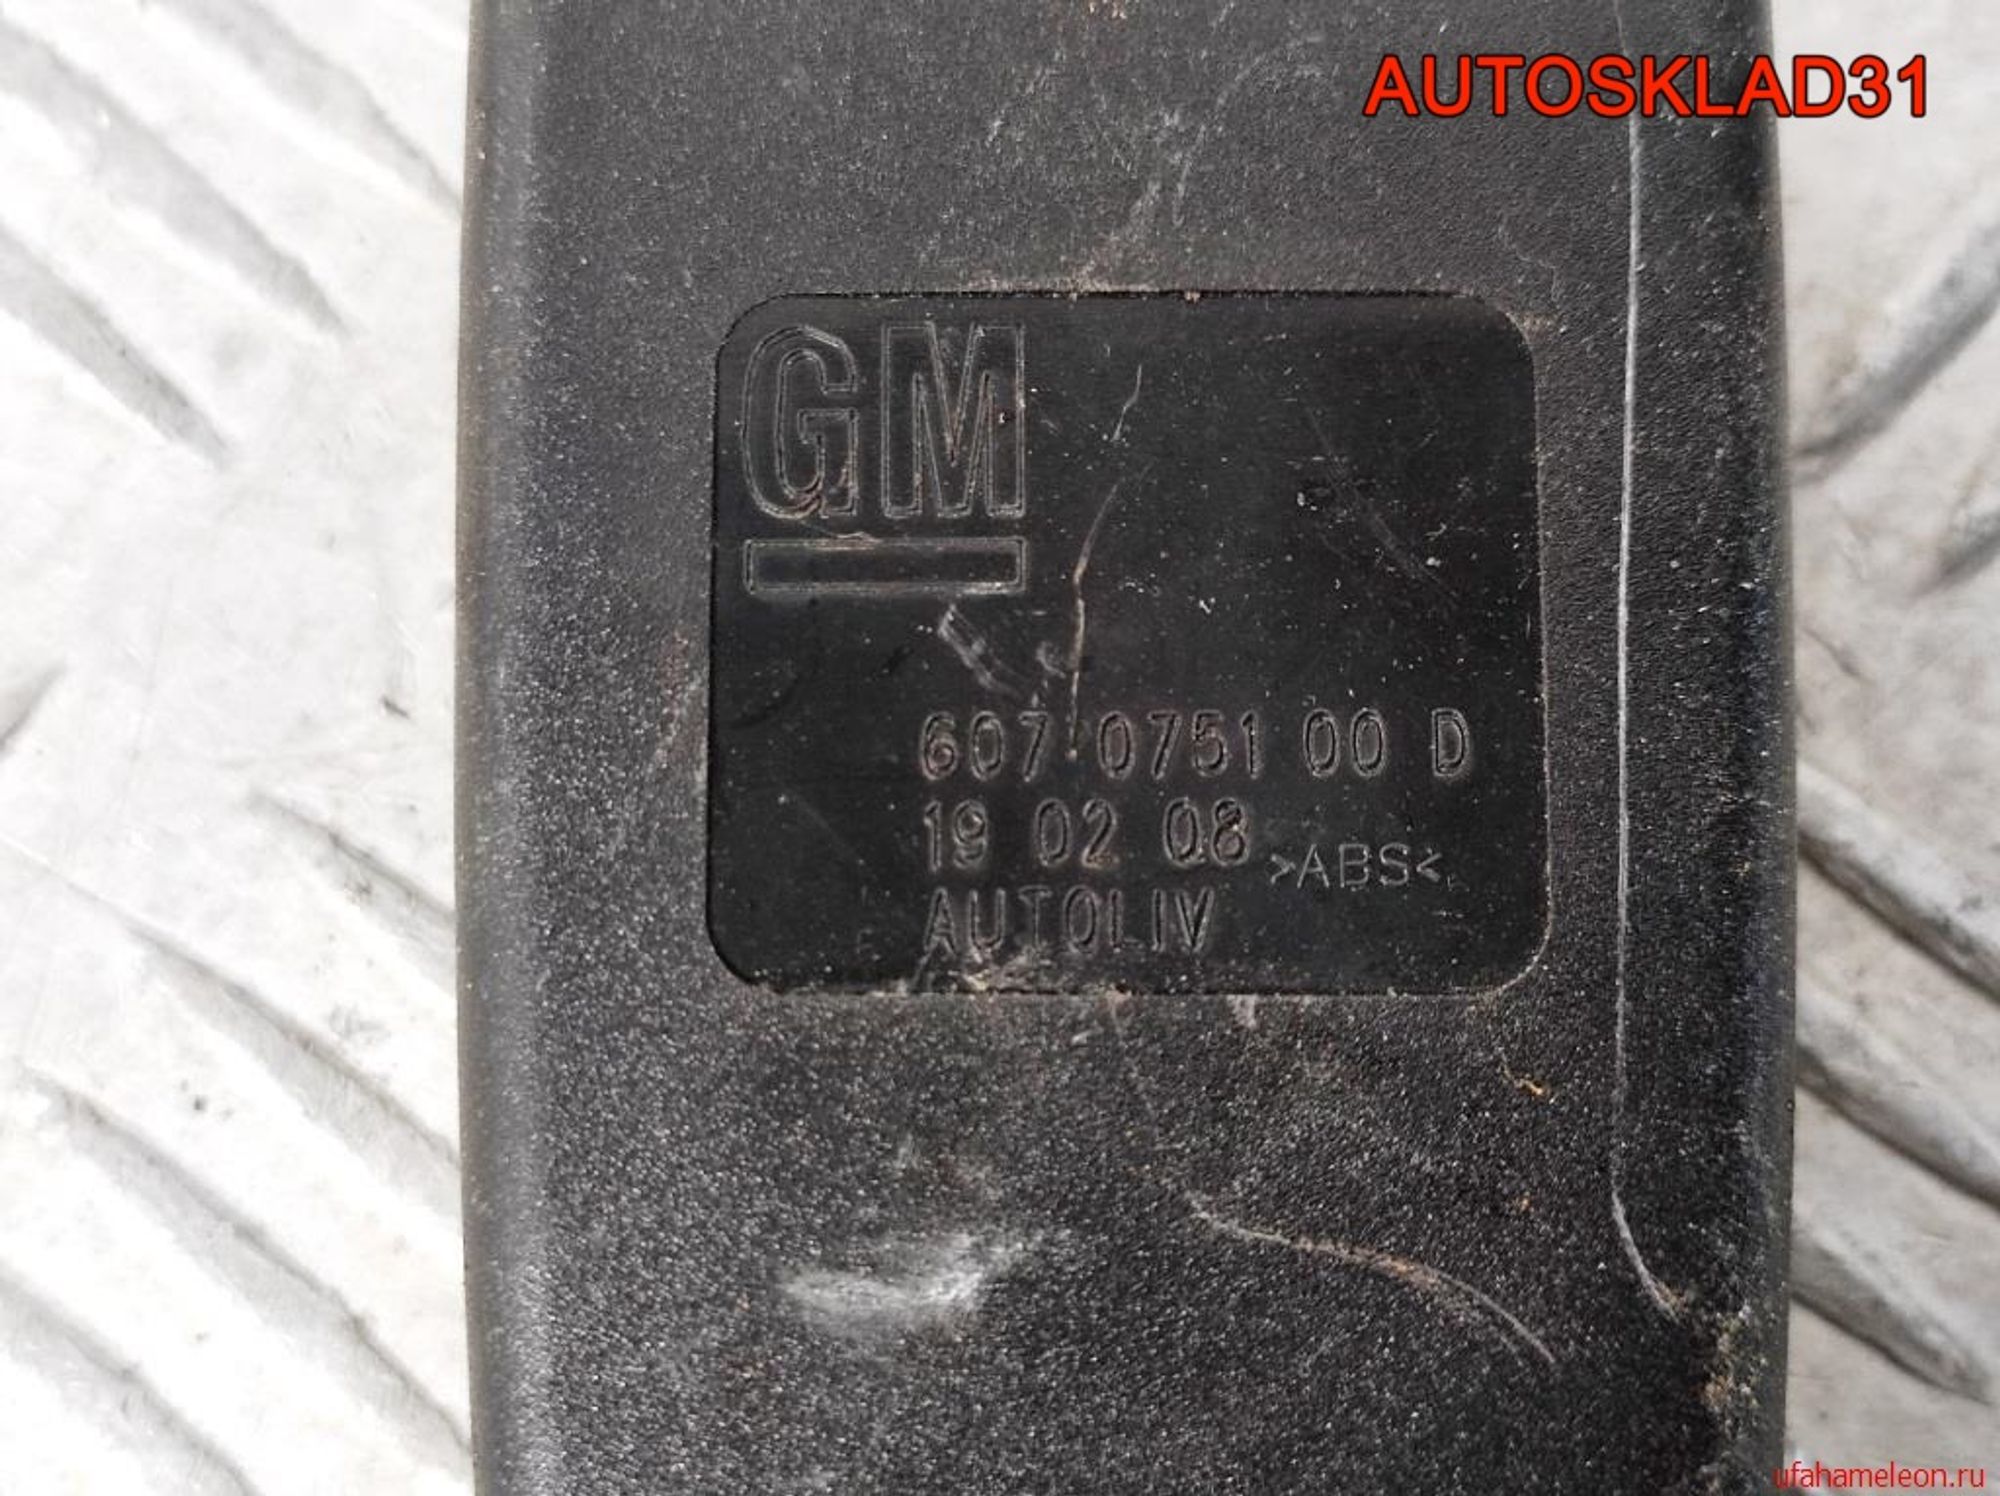 AUTOSKLAD31
GM
607 0751 00 D
19 02 08
>ABS<
AUTOLIV
ufahameleon.ru